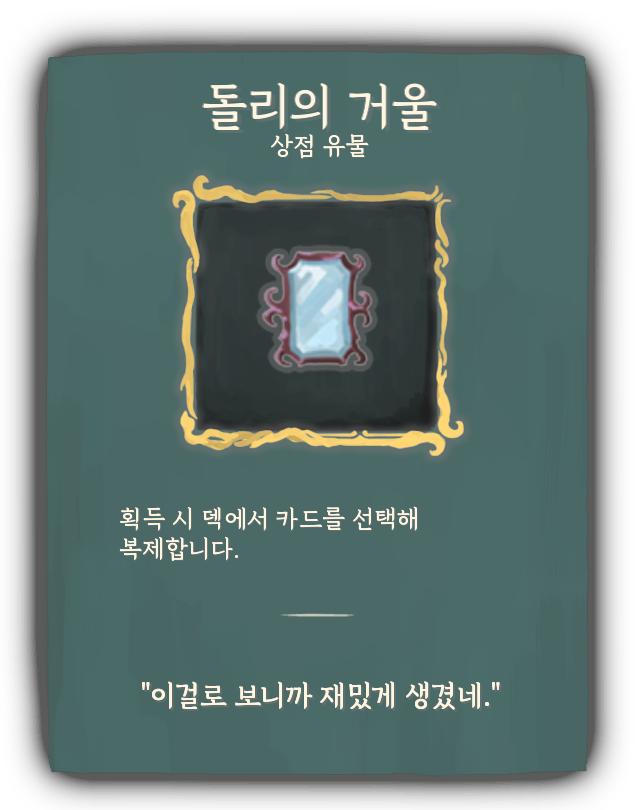 돌리의 거울
상점 유물
획득 시 덱에서 카드를 선택해
복제합니다.
"이걸로 보니까 재밌게 생겼네."